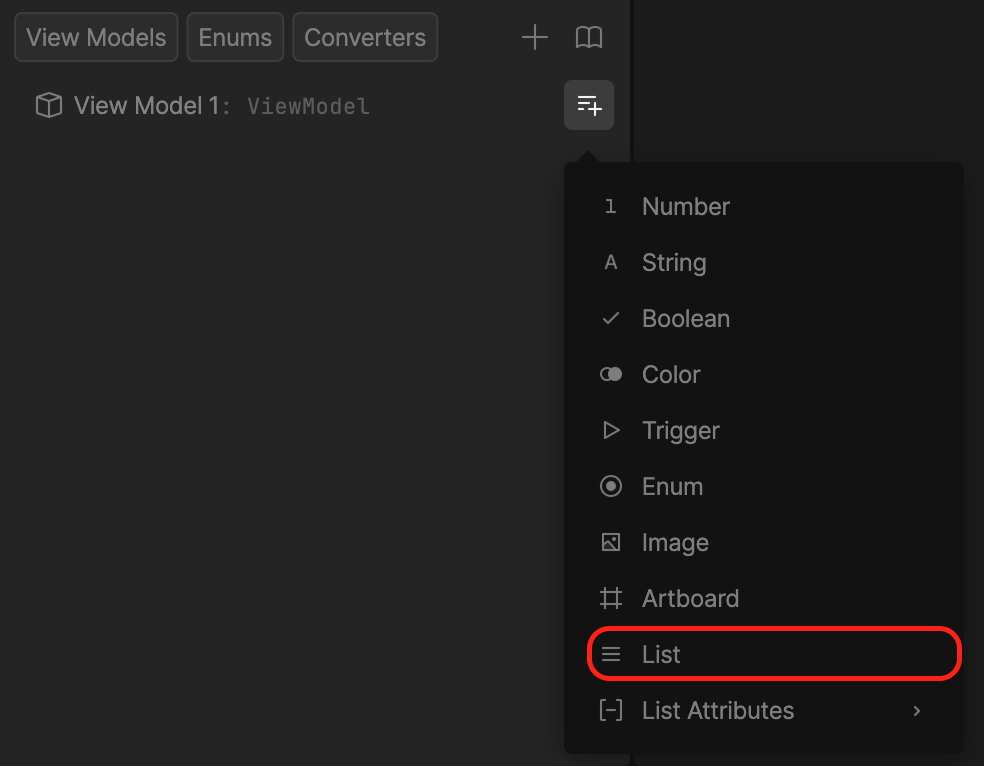 View Models Enums Converters
View Model 1: ViewModel
1 Number
A String
Boolean
Color
Trigger
Enum
Image
Artboard
List
List Attributes